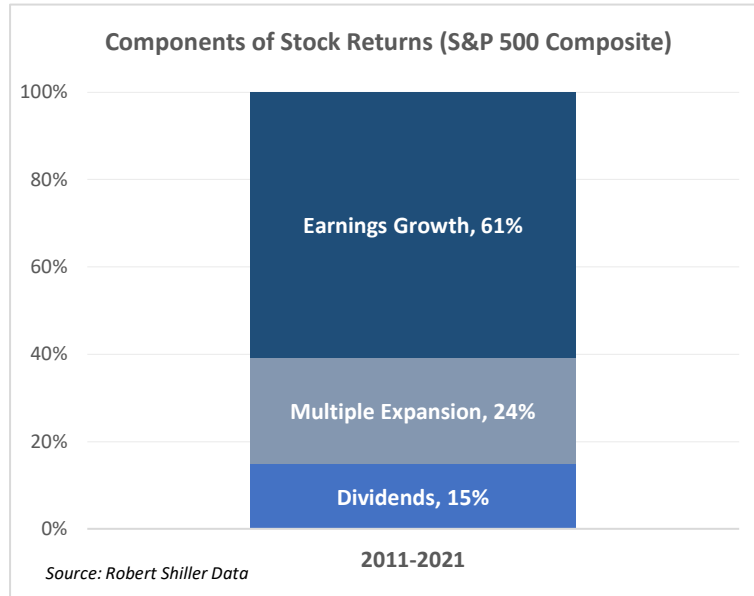 Components of Stock Returns (S&P 500 Composite)
100%
80%
60%
40%
20%
0%
Earnings Growth, 61%
Multiple Expansion, 24%
Dividends, 15%
2011-2021
Source: Robert Shiller Data